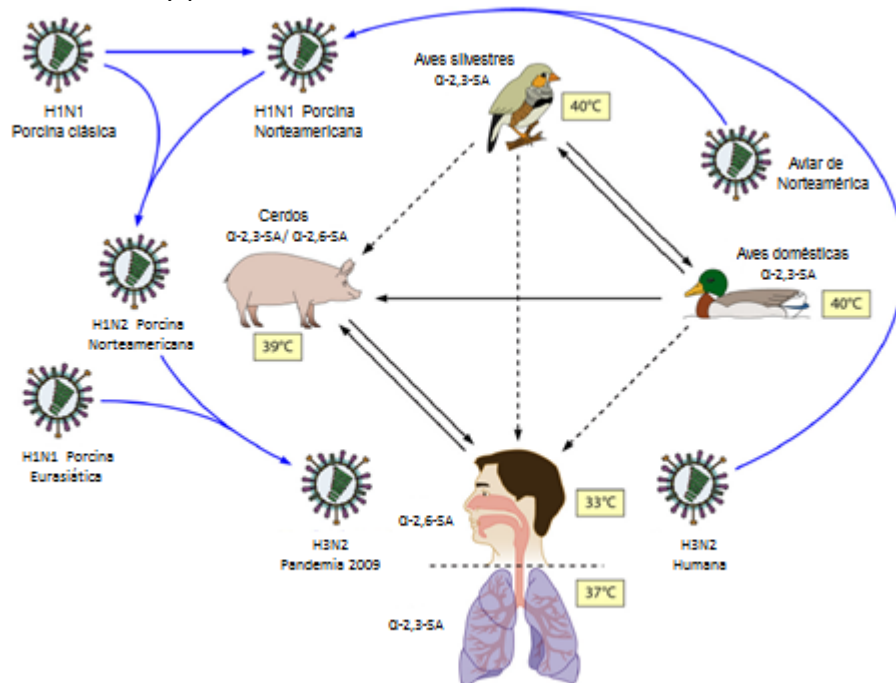 Aves silvestres
α-2,3-SA
40°C
H1N1
Porcina clásica
H1N1 Porcina
Norteamericana
Aviar de
Norteamérica
Cerdos
α-2,3-SA/ α-2,6-SA
Aves domésticas
α-2,3-SA
40°C
39°C
H1N2 Porcina
Norteamericana
H1N1 Porcina
Eurasiática
α-2,6-SA
33°C
H3N2
Pandemia 2009
H3N2
Humana
37°C
α-2,3-SA